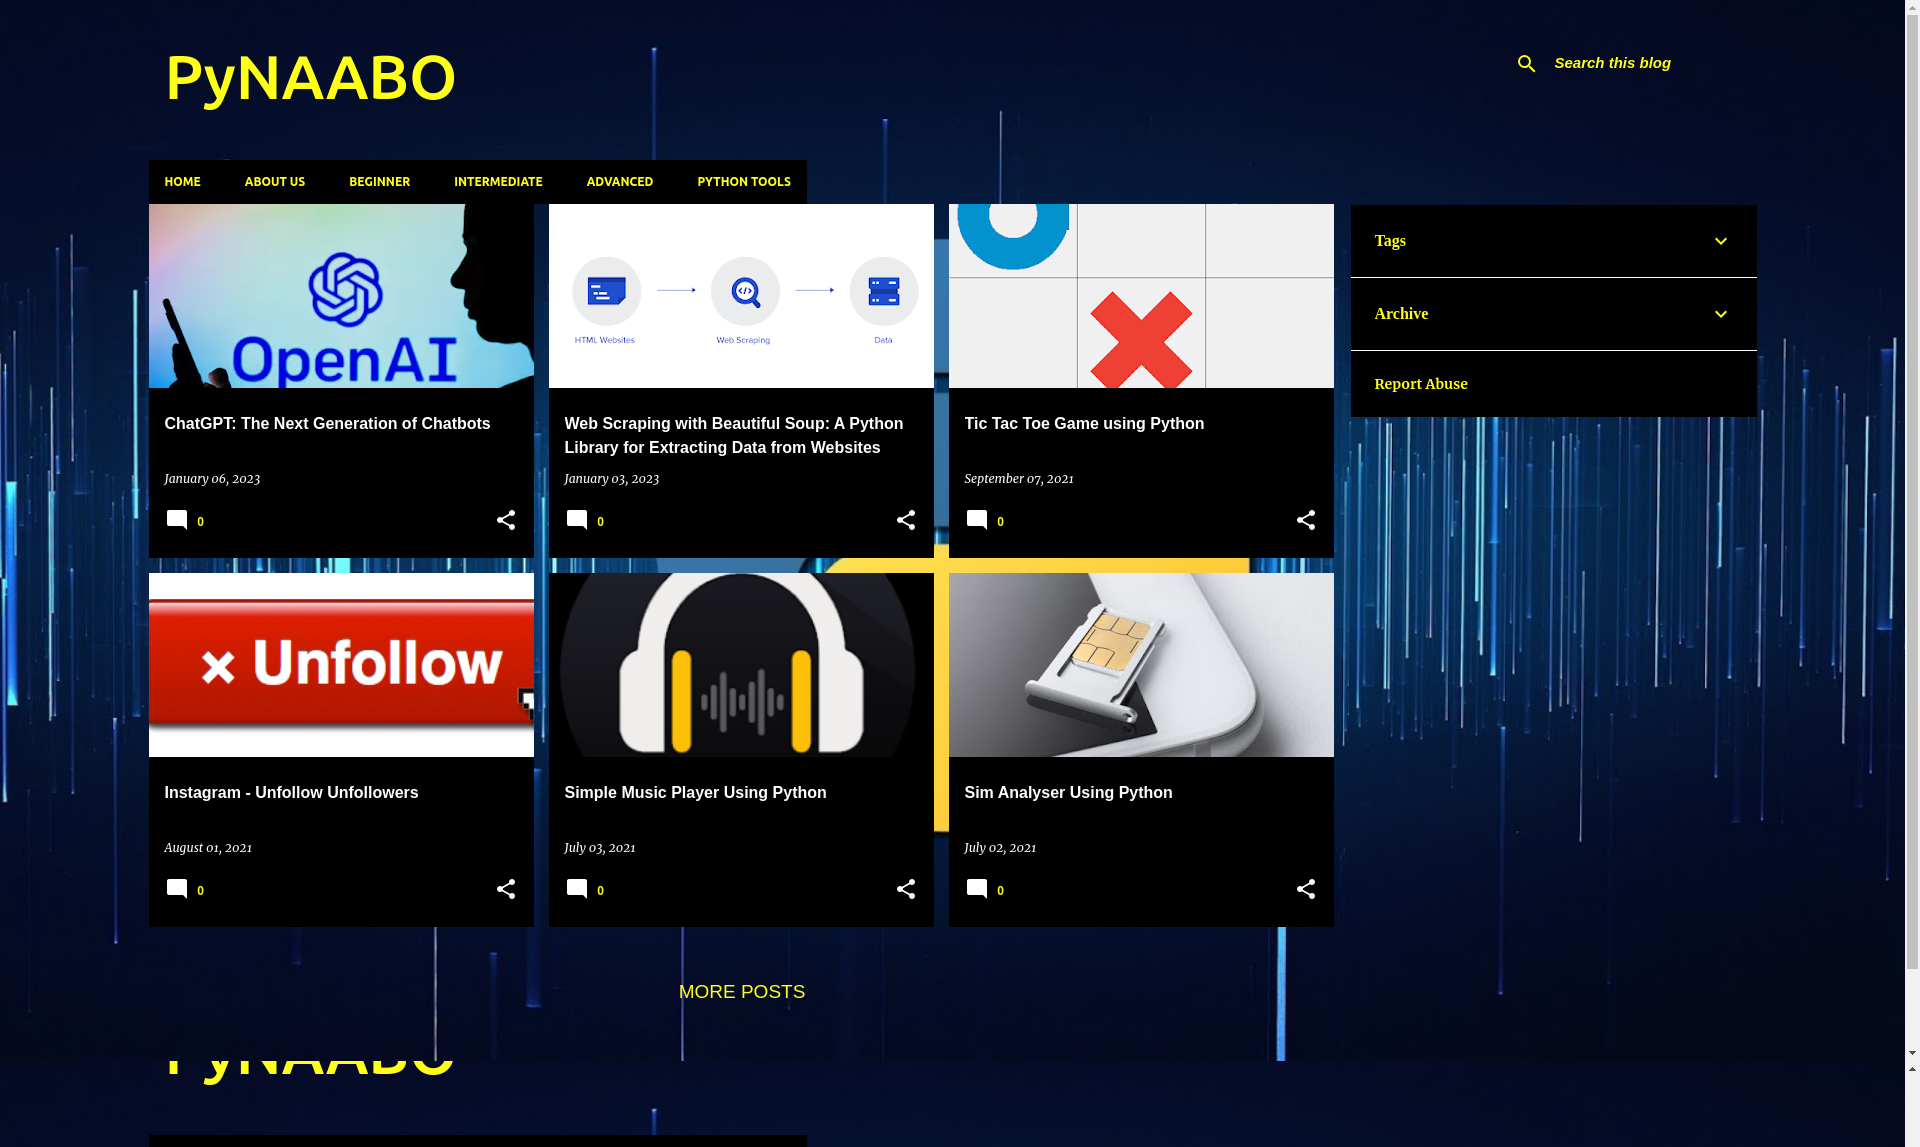 PyNAABO
Search this blog
HOME
ABOUT US
BEGINNER
INTERMEDIATE
ADVANCED
PYTHON TOOLS
OpenAI
ChatGPT: The Next Generation of Chatbots
January 06, 2023
0
HTML Websites
Web Scraping
Data
Web Scraping with Beautiful Soup: A Python
Library for Extracting Data from Websites
January 03, 2023
0
Tic Tac Toe Game using Python
September 07, 2021
0
Tags
Archive
Report Abuse
× Unfollow
Instagram - Unfollow Unfollowers
August 01, 2021
0
Simple Music Player Using Python
July 03, 2021
0
Sim Analyser Using Python
July 02, 2021
0
MORE POSTS
PyNAABO